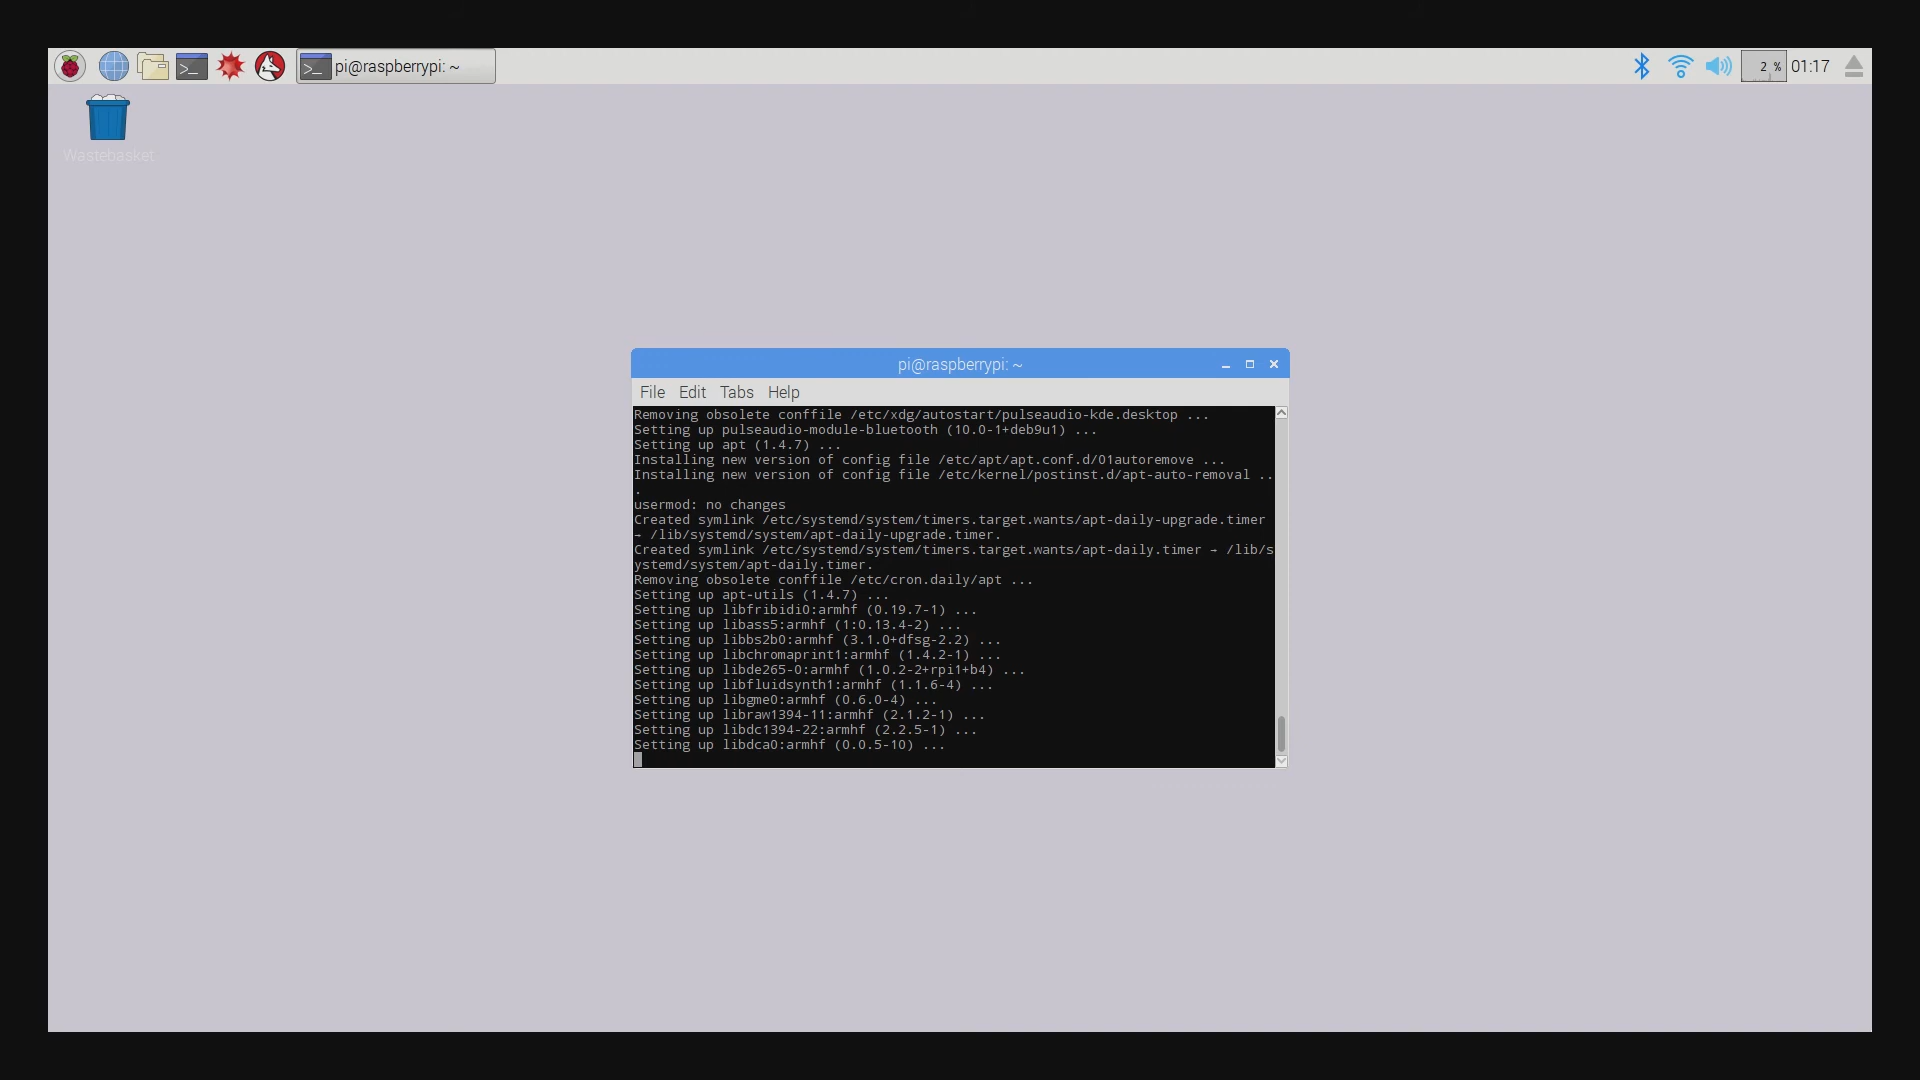 pi@raspberrypi: ~
2 %
01:17
Wastebasket
pi@raspberrypi: ~
File Edit Tabs Help
Removing obsolete conffile /etc/xdg/autostart/pulseaudio-kde.desktop ...
Setting up pulseaudio-module-bluetooth (10.0-1+deb9u1) ...
Setting up apt (1.4.7) ...
Installing new version of config file /etc/apt/apt.conf.d/01autoremove ...
Installing new version of config file /etc/kernel/postinst.d/apt-auto-removal ..
.
usermod: no changes
Created symlink /etc/systemd/system/timers.target.wants/apt-daily-upgrade.timer
→ /lib/systemd/system/apt-daily-upgrade.timer.
Created symlink /etc/systemd/system/timers.target.wants/apt-daily.timer → /lib/s
ystemd/system/apt-daily.timer.
Removing obsolete conffile /etc/cron.daily/apt ...
Setting up apt-utils (1.4.7) ...
Setting up libfribidi0:armhf (0.19.7-1) ...
Setting up libass5:armhf (1:0.13.4-2) ...
Setting up libbs2b0:armhf (3.1.0+dfsg-2.2) ...
Setting up libchromaprint1:armhf (1.4.2-1) ...
Setting up libde265-0:armhf (1.0.2-2+rpi1+b4) ...
Setting up libfluidsynth1:armhf (1.1.6-4) ...
Setting up libgme0:armhf (0.6.0-4) ...
Setting up libraw1394-11:armhf (2.1.2-1) ...
Setting up libdc1394-22:armhf (2.2.5-1) ...
Setting up libdca0:armhf (0.0.5-10) ...